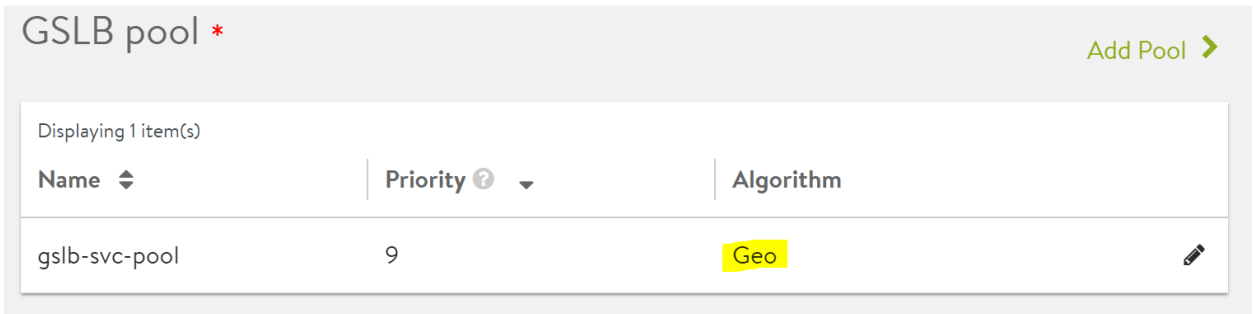 GSLB pool *
Add Pool
Displaying 1 item(s)
Name Priority ? Algorithm
gslb-svc-pool 9 Geo